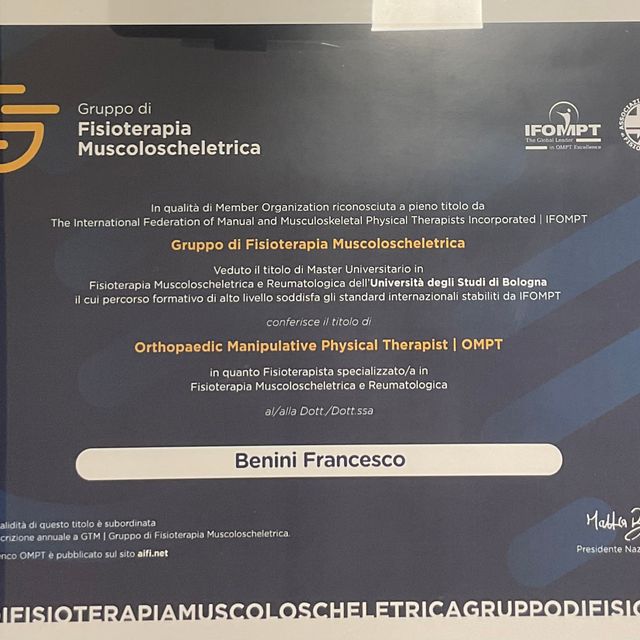 Gruppo di
Fisioterapia
Muscoloscheletrica
IFOMPT
The Global Leader
in OMPT Excellence
In qualità di Member Organization riconosciuta a pieno titolo da
The International Federation of Manual and Musculoskeletal Physical Therapists Incorporated | IFOMPT
Gruppo di Fisioterapia Muscoloscheletrica
Veduto il titolo di Master Universitario in
Fisioterapia Muscoloscheletrica e Reumatologica dell'Università degli Studi di Bologna
il cui percorso formativo di alto livello soddisfa gli standard internazionali stabiliti da IFOMPT
conferisce il titolo di
Orthopaedic Manipulative Physical Therapist | OMPT
in quanto Fisioterapista specializzato/a in
Fisioterapia Muscoloscheletrica e Reumatologica
al/alla Dott./Dott.ssa
Benini Francesco
alidità di questo titolo è subordinata
crizione annuale a GTM | Gruppo di Fisioterapia Muscoloscheletrica.
enco OMPT è pubblicato sul sito aifi.net
Presidente Naz
IFISIOTERAPIAMUSCOLOSCHELETRICAGRUPPODIFISIO